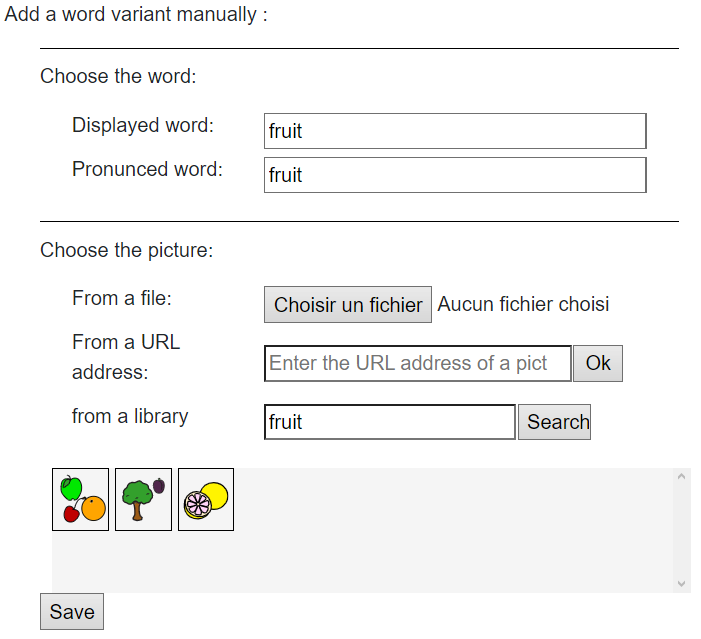 Add a word variant manually :
Choose the word:
Displayed word: fruit
Pronunced word: fruit
Choose the picture:
From a file: Choisir un fichier Aucun fichier choisi
From a URL
address: Enter the URL address of a pict Ok
from a library fruit Search
Save